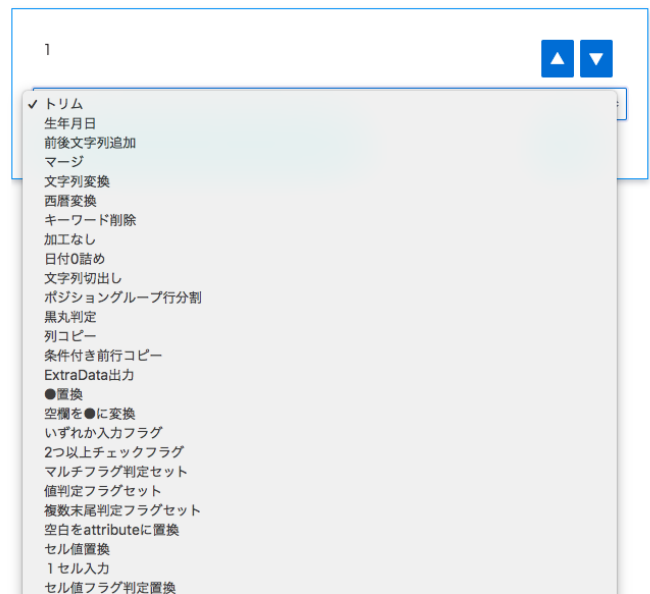 1
▲ ▼
✓ トリム
生年月日
前後文字列追加
マージ
文字列変換
西暦変換
キーワード削除
加工なし
日付0詰め
文字列切出し
ポジショングループ行分割
黒丸判定
列コピー
条件付き前行コピー
ExtraData出力
●置換
空欄を●に変換
いずれか入力フラグ
2つ以上チェックフラグ
マルチフラグ判定セット
値判定フラグセット
複数末尾判定フラグセット
空白をattributeに置換
セル値置換
１セル入力
セル値フラグ判定置換